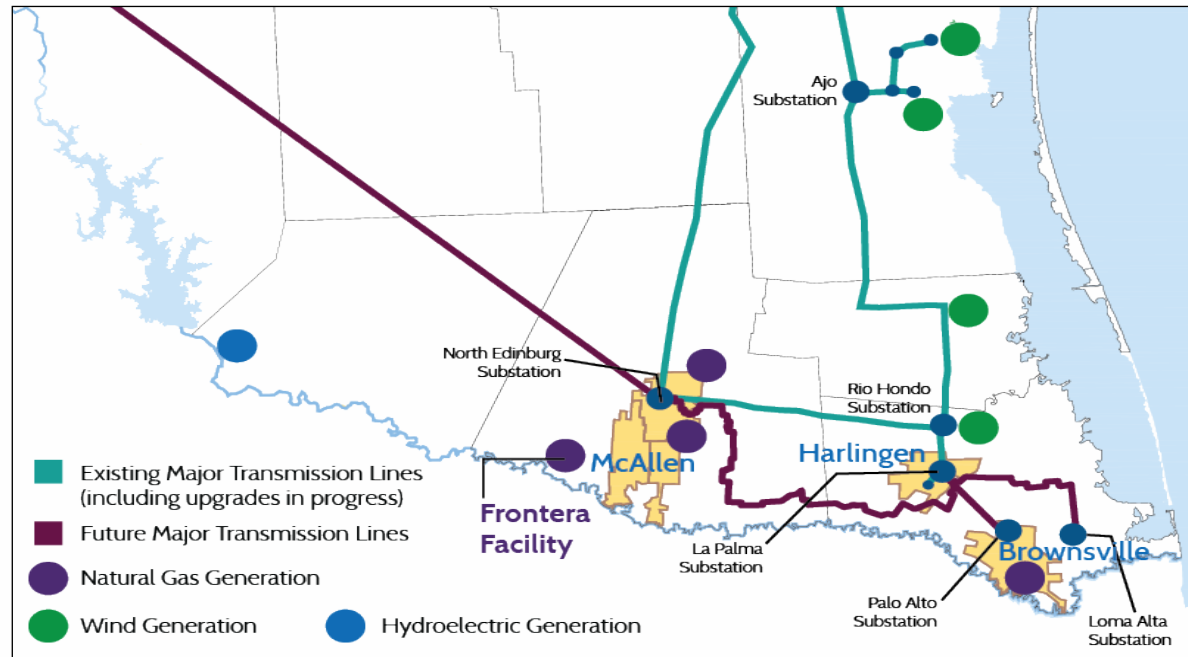 Ajo
Substation
North Edinburg
Substation
Rio Hondo
Substation
Harlingen
McAllen
Existing Major Transmission Lines
(including upgrades in progress)
Frontera
Facility
Future Major Transmission Lines
La Palma
Substation
Brownsville
Natural Gas Generation
Palo Alto
Substation
Loma Alta
Substation
Wind Generation
Hydroelectric Generation